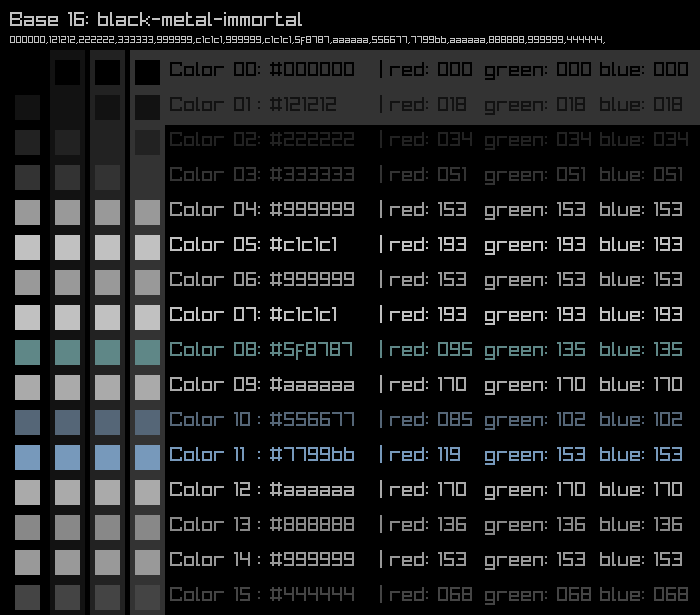 Base 16: black-metal-immortal
000000,121212,222222,333333,999999,c1c1c1,999999,c1c1c1,5f8787,aaaaaa,556677,7799bb,aaaaaa,888888,999999,444444,
Color 00: #000000 | red: 000 green: 000 blue: 000
Color 01 : #121212 | red: 018 green: 018 blue: 018
Color 02: #222222 | red: 034 green: 034 blue: 034
Color 03: #333333 | red: 051 green: 051 blue: 051
Color 04: #999999 | red: 153 green: 153 blue: 153
Color 05: #c1c1c1 | red: 193 green: 193 blue: 193
Color 06: #999999 | red: 153 green: 153 blue: 153
Color 07: #c1c1c1 | red: 193 green: 193 blue: 193
Color 08: #5f8787 | red: 095 green: 135 blue: 135
Color 09: #aaaaaa | red: 170 green: 170 blue: 170
Color 10 : #556677 | red: 085 green: 102 blue: 102
Color 11 : #7799bb | red: 119 green: 153 blue: 153
Color 12 : #aaaaaa | red: 170 green: 170 blue: 170
Color 13 : #888888 | red: 136 green: 136 blue: 136
Color 14 : #999999 | red: 153 green: 153 blue: 153
Color 15 : #444444 | red: 068 green: 068 blue: 068